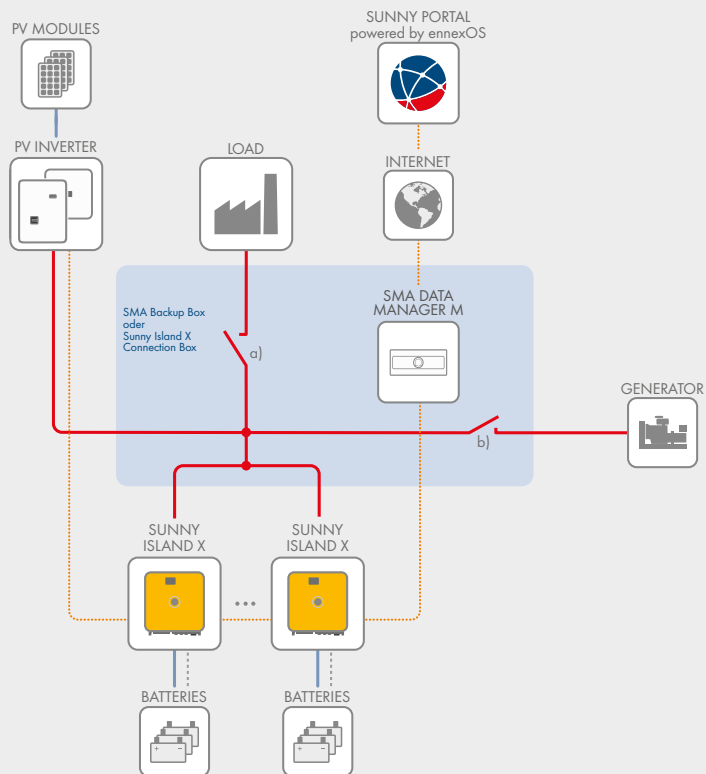 PV MODULES
SUNNY PORTAL
powered by ennexOS
PV INVERTER
LOAD
INTERNET
SMA Backup Box
oder
Sunny Island X
Connection Box
a)
SMA DATA
MANAGER M
GENERATOR
b)
SUNNY
ISLAND X
SUNNY
ISLAND X
...
BATTERIES
BATTERIES
+ −
+ −